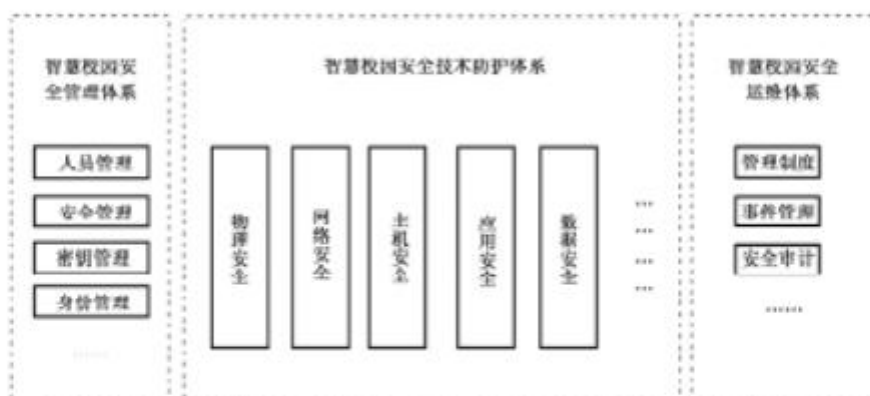 智慧校园安
全管理体系
人员管理
安全管理
密钥管理
身份管理
......
智慧校园安全技术防护体系
物理安全
网络安全
主机安全
应用安全
数据安全
...
...
...
...
智慧校园安全
运维体系
管理制度
事件管理
安全审计
......